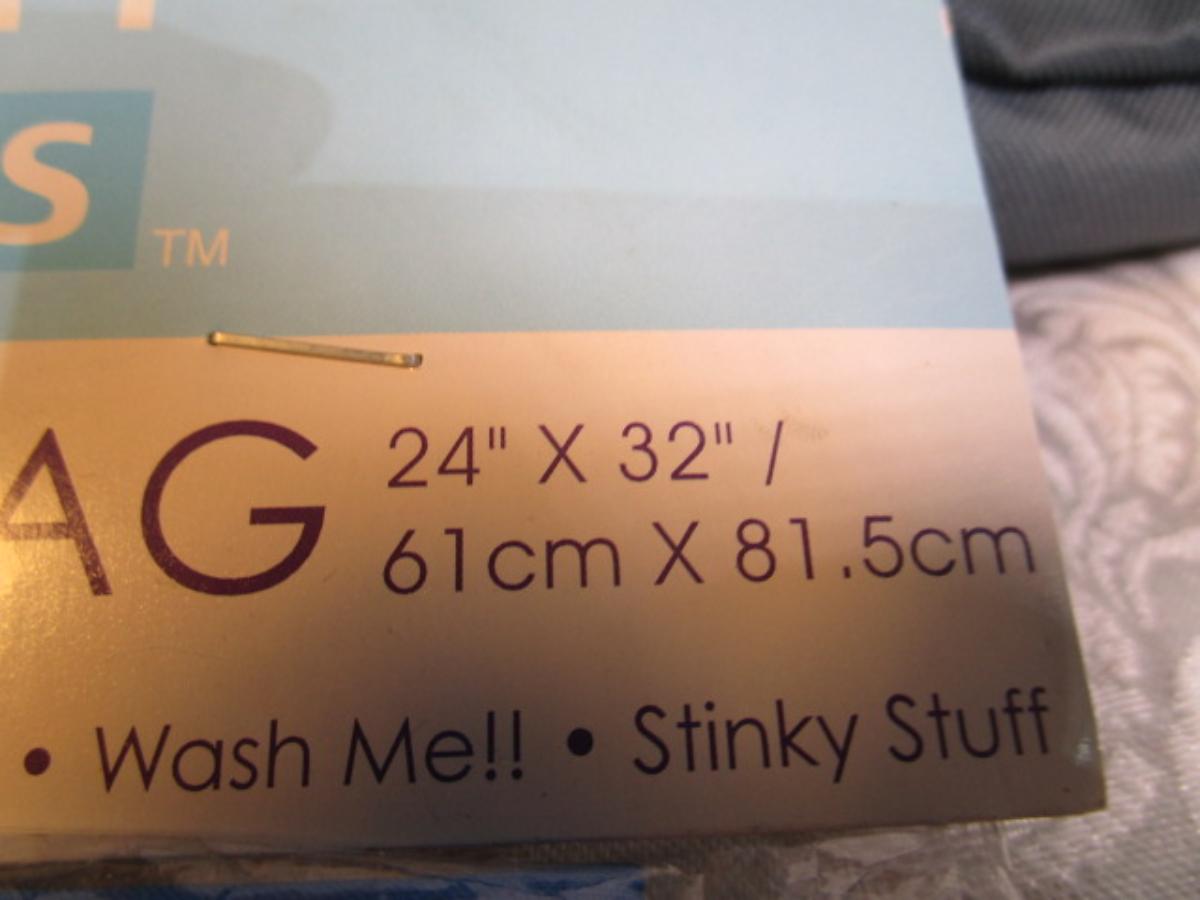 S
TM
AG 24" X 32" /
61cm X 81.5cm
• Wash Me!! • Stinky Stuff